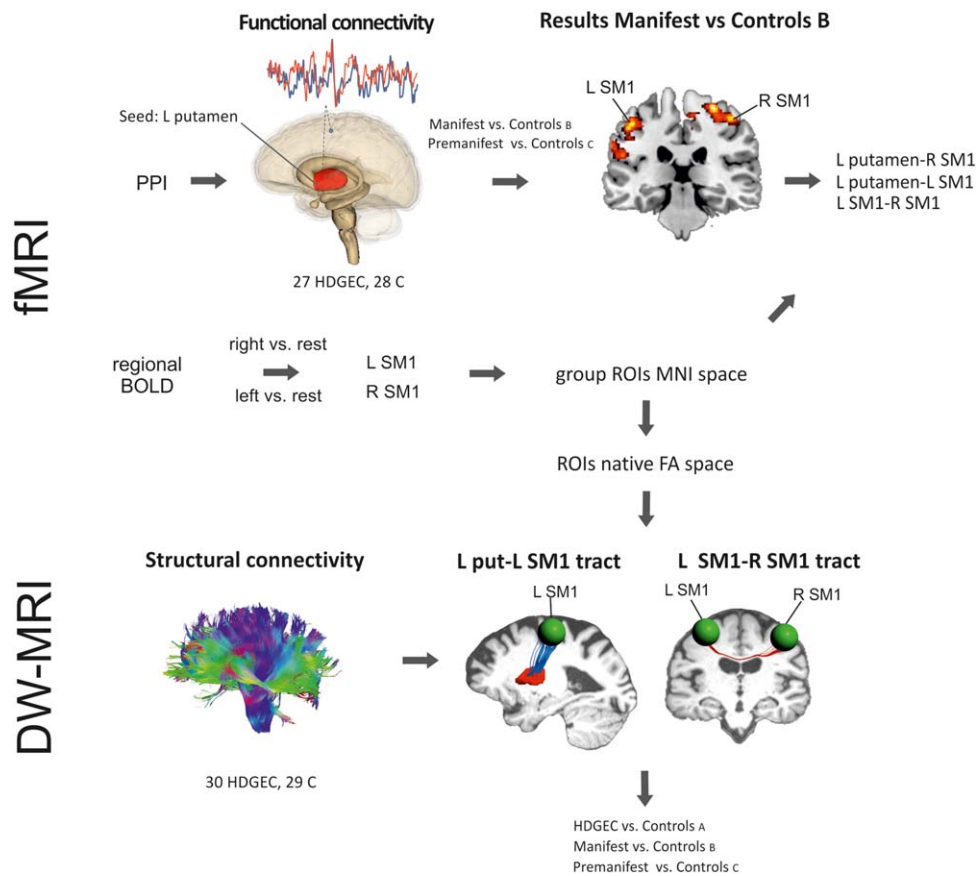 Functional connectivity
Results Manifest vs Controls B
L SM1
R SM1
Seed: L putamen
Manifest vs. Controls B
Premanifest vs. Controls C
PPI
L putamen-R SM1
L putamen-L SM1
L SM1-R SM1
27 HDGEC, 28 C
fMRI
regional
BOLD
right vs. rest
left vs. rest
L SM1
R SM1
group ROIs MNI space
ROIs native FA space
DW-MRI
Structural connectivity
30 HDGEC, 29 C
L put-L SM1 tract
L SM1
L SM1-R SM1 tract
L SM1
R SM1
HDGEC vs. Controls A
Manifest vs. Controls B
Premanifest vs. Controls C